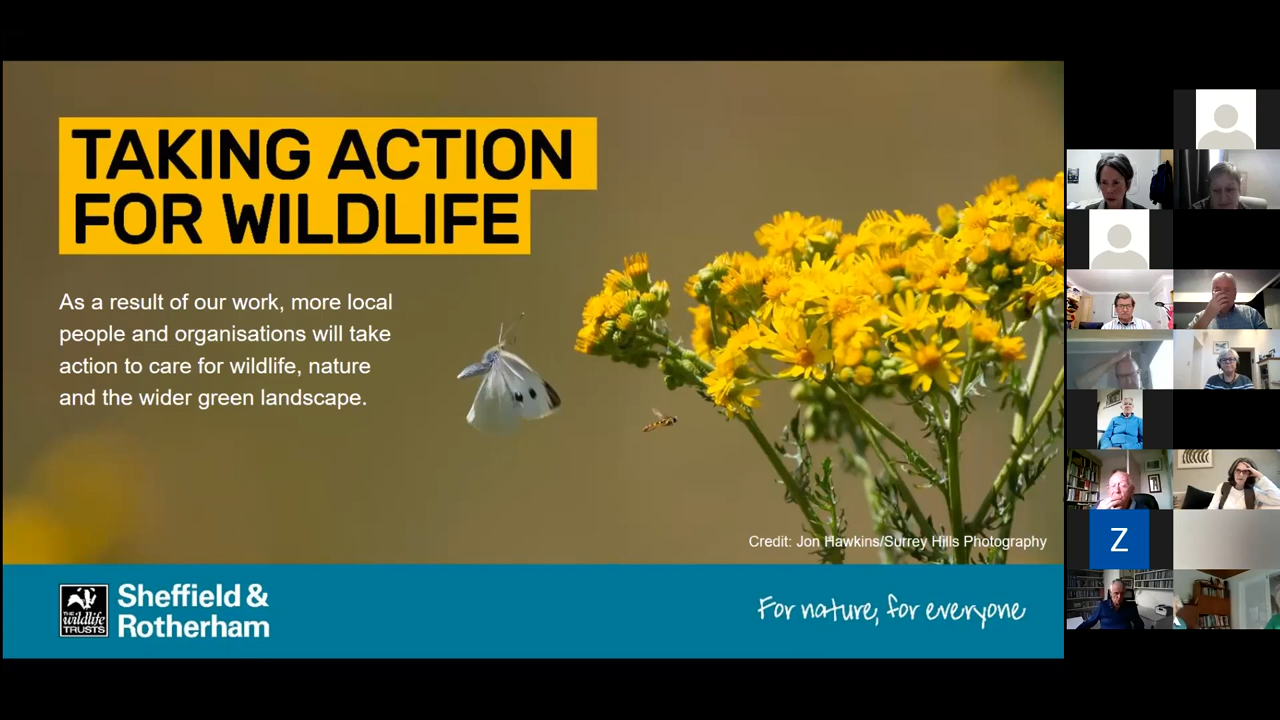 TAKING ACTION
FOR WILDLIFE
As a result of our work, more local
people and organisations will take
action to care for wildlife, nature
and the wider green landscape.
Credit: Jon Hawkins/Surrey Hills Photography
THE
wildlife
TRUSTS
Sheffield &
Rotherham
For nature, for everyone
Z